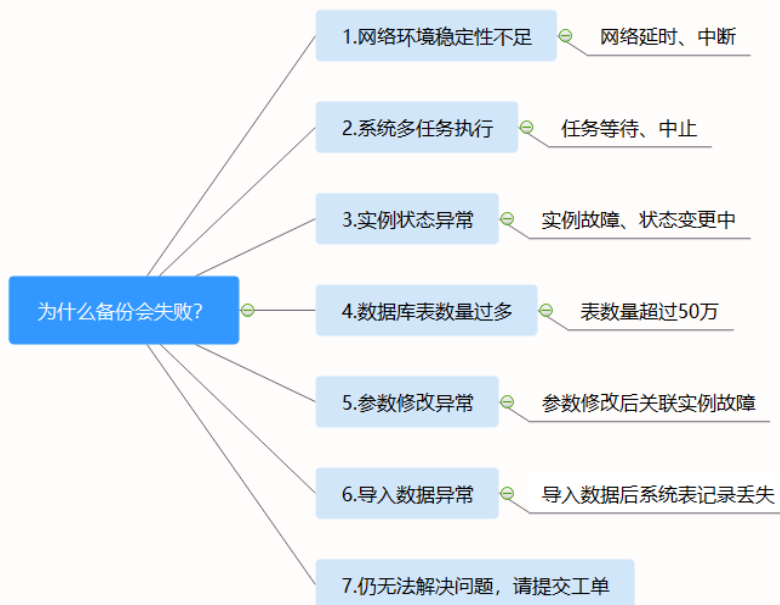 1.网络环境稳定性不足
网络延时、中断
2.系统多任务执行
任务等待、中止
3.实例状态异常
实例故障、状态变更中
为什么备份会失败？
4.数据库表数量过多
表数量超过50万
5.参数修改异常
参数修改后关联实例故障
6.导入数据异常
导入数据后系统表记录丢失
7.仍无法解决问题，请提交工单